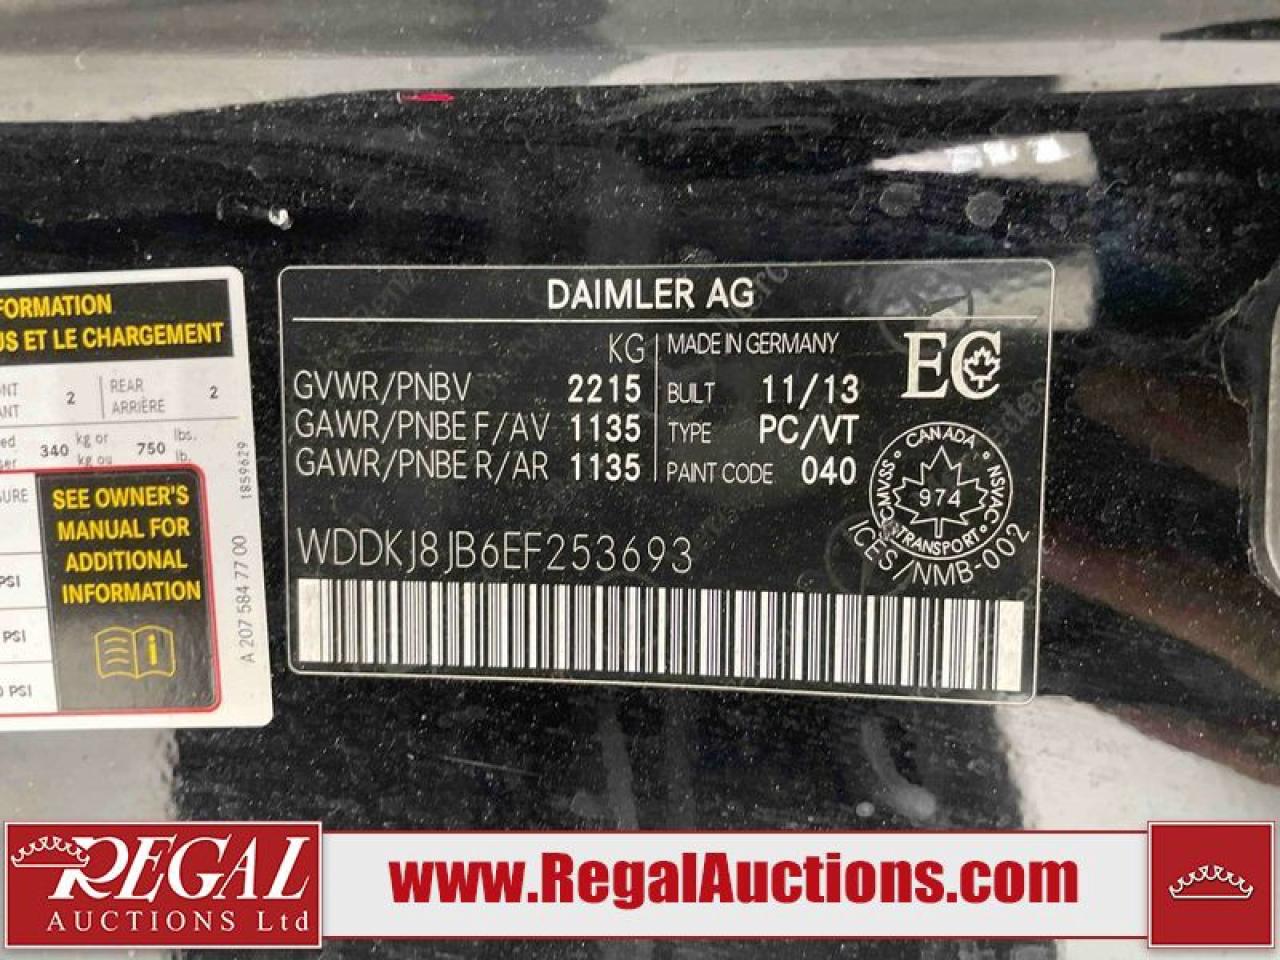 FORMATION
US ET LE CHARGEMENT
2 REAR 2
ARRIÈRE
340 kg or 750 lbs.
kg ou lb.
SEE OWNER'S
MANUAL FOR
ADDITIONAL
INFORMATION
PSI
PSI
PSI
1859629
A 207 584 77 00
DAIMLER AG
KG MADE IN GERMANY
GVWR/PNBV 2215 BUILT 11/13
GAWR/PNBE F/AV 1135 TYPE PC/VT
GAWR/PNBE R/AR 1135 PAINT CODE 040
EC
CANADA
NSVAC
974
SSVMVC
TRANSPORT
ICES/NMB-002
WDDKJ8JB6EF253693
REGAL
AUCTIONS Ltd
www.RegalAuctions.com